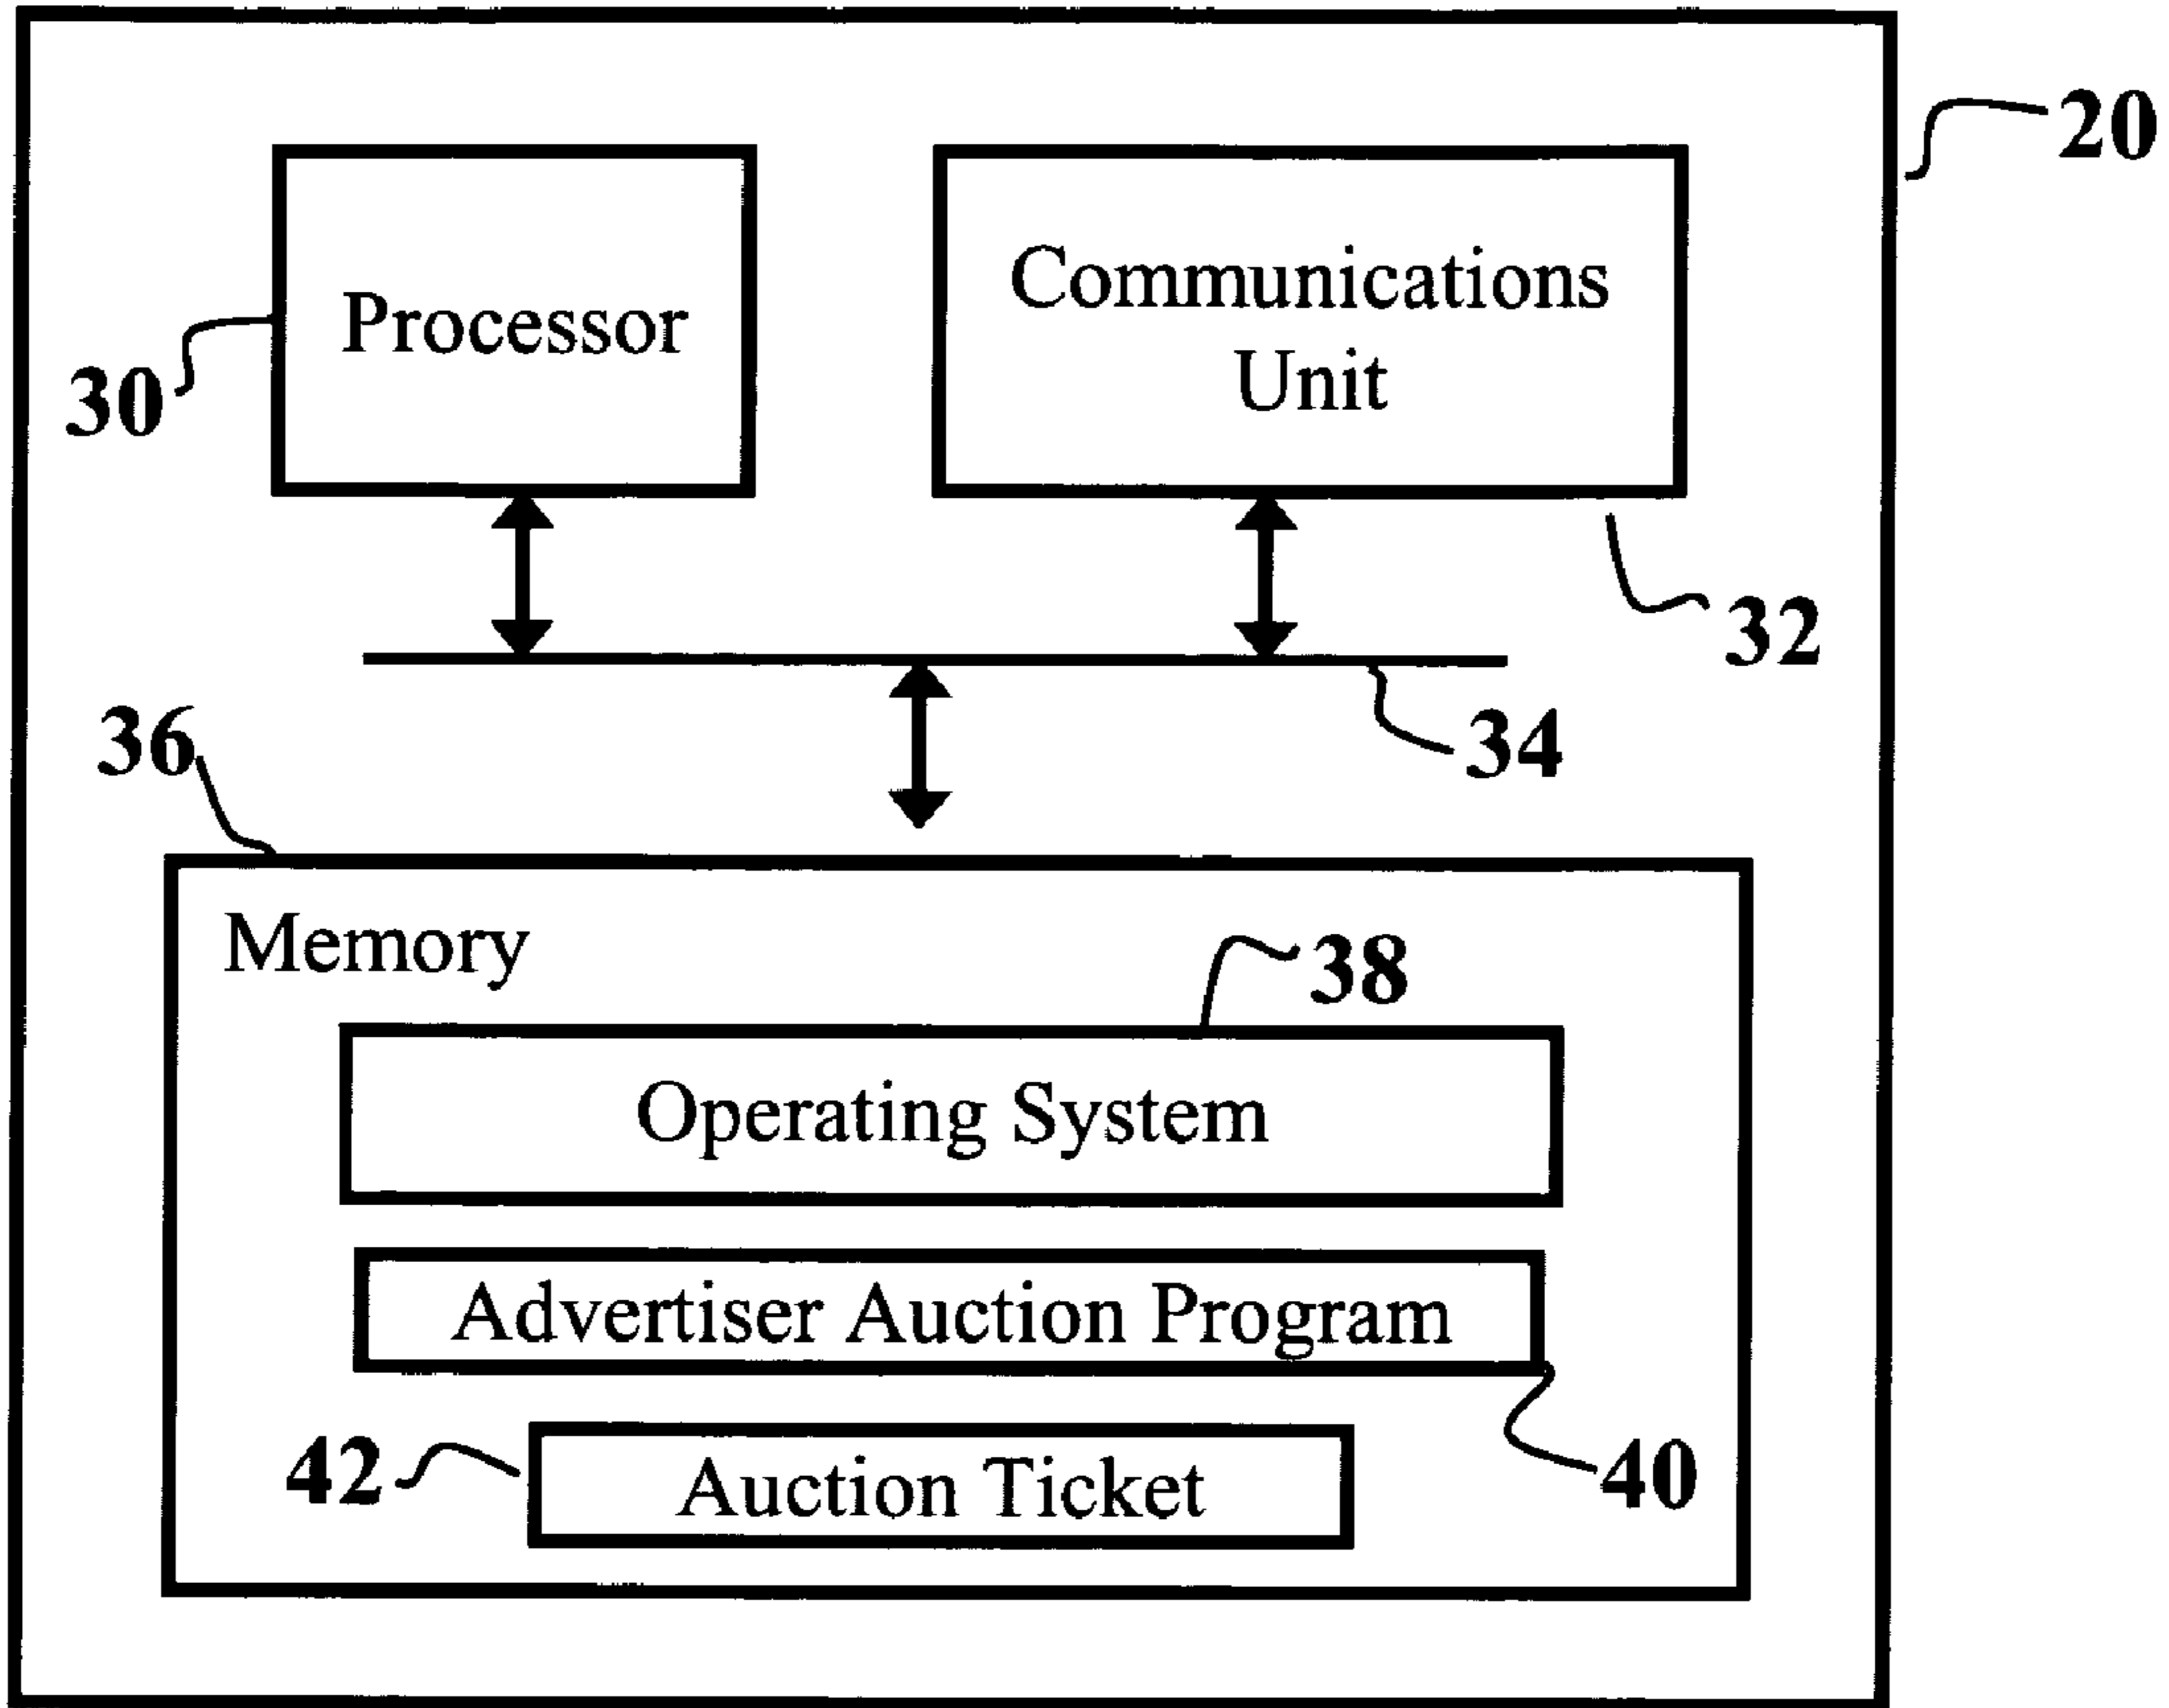 20
Processor
Communications
Unit
30
32
34
36
Memory
38
Operating System
Advertiser Auction Program
42
Auction Ticket
40